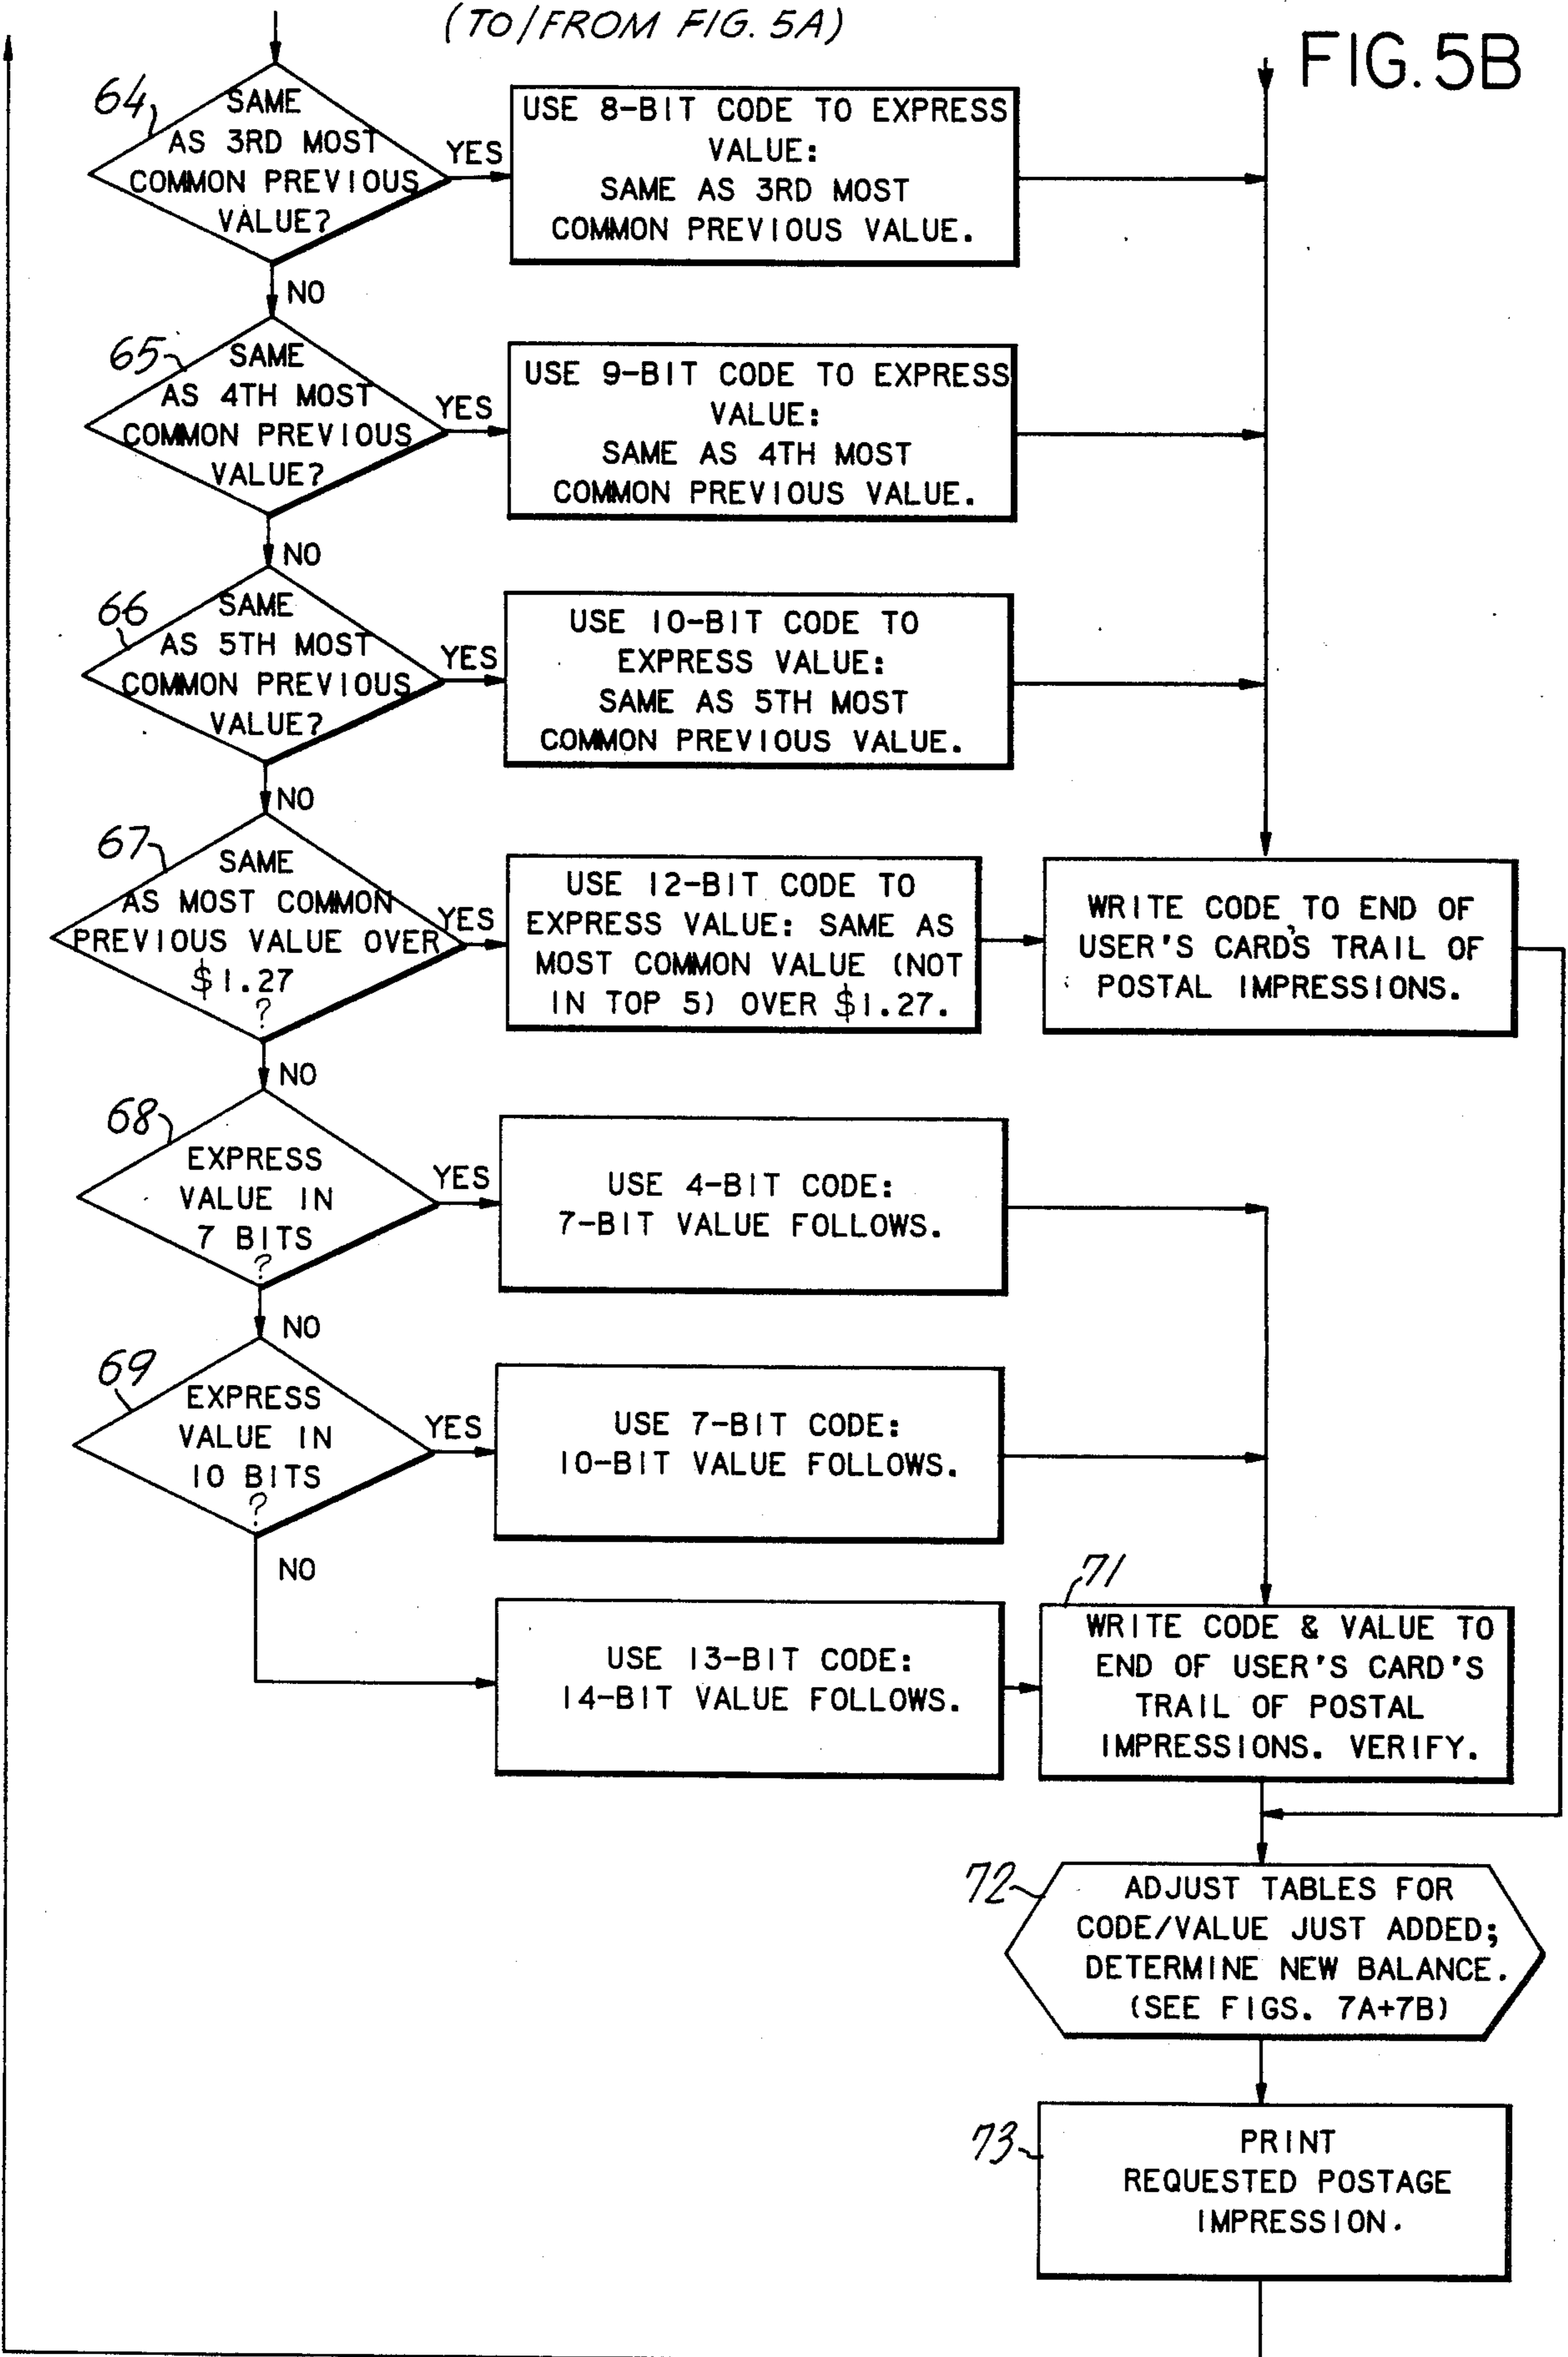 (TO/FROM FIG. 5A)
FIG. 5B
64
SAME
AS 3RD MOST
COMMON PREVIOUS
VALUE?
YES
USE 8-BIT CODE TO EXPRESS
VALUE:
SAME AS 3RD MOST
COMMON PREVIOUS VALUE.
NO
65
SAME
AS 4TH MOST
COMMON PREVIOUS
VALUE?
YES
USE 9-BIT CODE TO EXPRESS
VALUE:
SAME AS 4TH MOST
COMMON PREVIOUS VALUE.
NO
66
SAME
AS 5TH MOST
COMMON PREVIOUS
VALUE?
YES
USE 10-BIT CODE TO
EXPRESS VALUE:
SAME AS 5TH MOST
COMMON PREVIOUS VALUE.
NO
67
SAME
AS MOST COMMON
PREVIOUS VALUE OVER
$1.27
?
YES
USE 12-BIT CODE TO
EXPRESS VALUE: SAME AS
MOST COMMON VALUE (NOT
IN TOP 5) OVER $1.27.
WRITE CODE TO END OF
USER'S CARD'S TRAIL OF
POSTAL IMPRESSIONS.
NO
68
EXPRESS
VALUE IN
7 BITS
?
YES
USE 4-BIT CODE:
7-BIT VALUE FOLLOWS.
NO
69
EXPRESS
VALUE IN
10 BITS
?
YES
USE 7-BIT CODE:
10-BIT VALUE FOLLOWS.
NO
USE 13-BIT CODE:
14-BIT VALUE FOLLOWS.
71
WRITE CODE & VALUE TO
END OF USER'S CARD'S
TRAIL OF POSTAL
IMPRESSIONS. VERIFY.
72
ADJUST TABLES FOR
CODE/VALUE JUST ADDED;
DETERMINE NEW BALANCE.
(SEE FIGS. 7A+7B)
73
PRINT
REQUESTED POSTAGE
IMPRESSION.